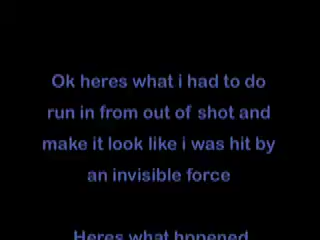 Ok heres what i had to do
run in from out of shot and
make it look like i was hit by
an invisible force
Heres what hppened